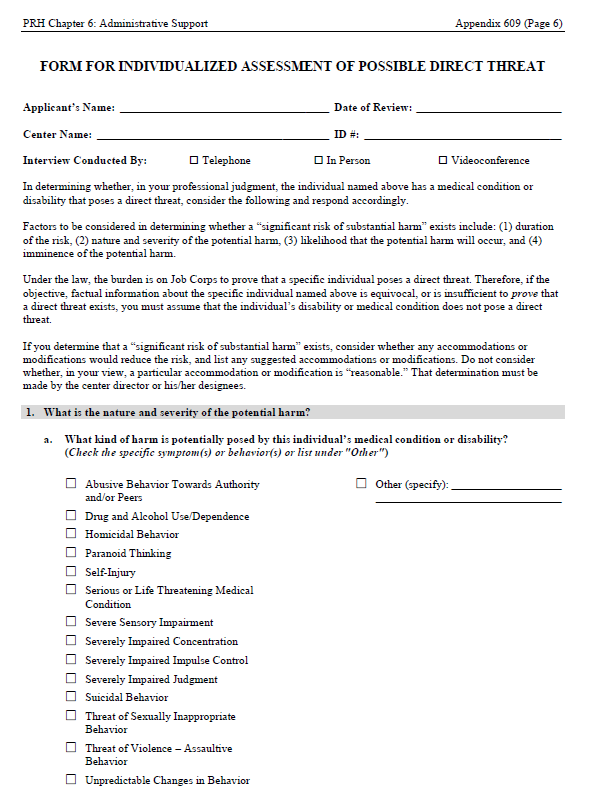 PRH Chapter 6: Administrative Support Appendix 609 (Page 6)
FORM FOR INDIVIDUALIZED ASSESSMENT OF POSSIBLE DIRECT THREAT
Applicant's Name: Date of Review:
Center Name: ID #:
Interview Conducted By: ☐ Telephone ☐ In Person ☐ Videoconference
In determining whether, in your professional judgment, the individual named above has a medical condition or
disability that poses a direct threat, consider the following and respond accordingly.
Factors to be considered in determining whether a “significant risk of substantial harm” exists include: (1) duration
of the risk, (2) nature and severity of the potential harm, (3) likelihood that the potential harm will occur, and (4)
imminence of the potential harm.
Under the law, the burden is on Job Corps to prove that a specific individual poses a direct threat. Therefore, if the
objective, factual information about the specific individual named above is equivocal, or is insufficient to prove that
a direct threat exists, you must assume that the individual's disability or medical condition does not pose a direct
threat.
If you determine that a “significant risk of substantial harm” exists, consider whether any accommodations or
modifications would reduce the risk, and list any suggested accommodations or modifications. Do not consider
whether, in your view, a particular accommodation or modification is “reasonable.” That determination must be
made by the center director or his/her designees.
1. What is the nature and severity of the potential harm?
a. What kind of harm is potentially posed by this individual's medical condition or disability?
(Check the specific symptom(s) or behavior(s) or list under "Other")
☐ Abusive Behavior Towards Authority
and/or Peers
☐ Drug and Alcohol Use/Dependence
☐ Homicidal Behavior
☐ Paranoid Thinking
☐ Self-Injury
☐ Serious or Life Threatening Medical
Condition
☐ Severe Sensory Impairment
☐ Severely Impaired Concentration
☐ Severely Impaired Impulse Control
☐ Severely Impaired Judgment
☐ Suicidal Behavior
☐ Threat of Sexually Inappropriate
Behavior
☐ Threat of Violence – Assaultive
Behavior
☐ Unpredictable Changes in Behavior
☐ Other (specify):